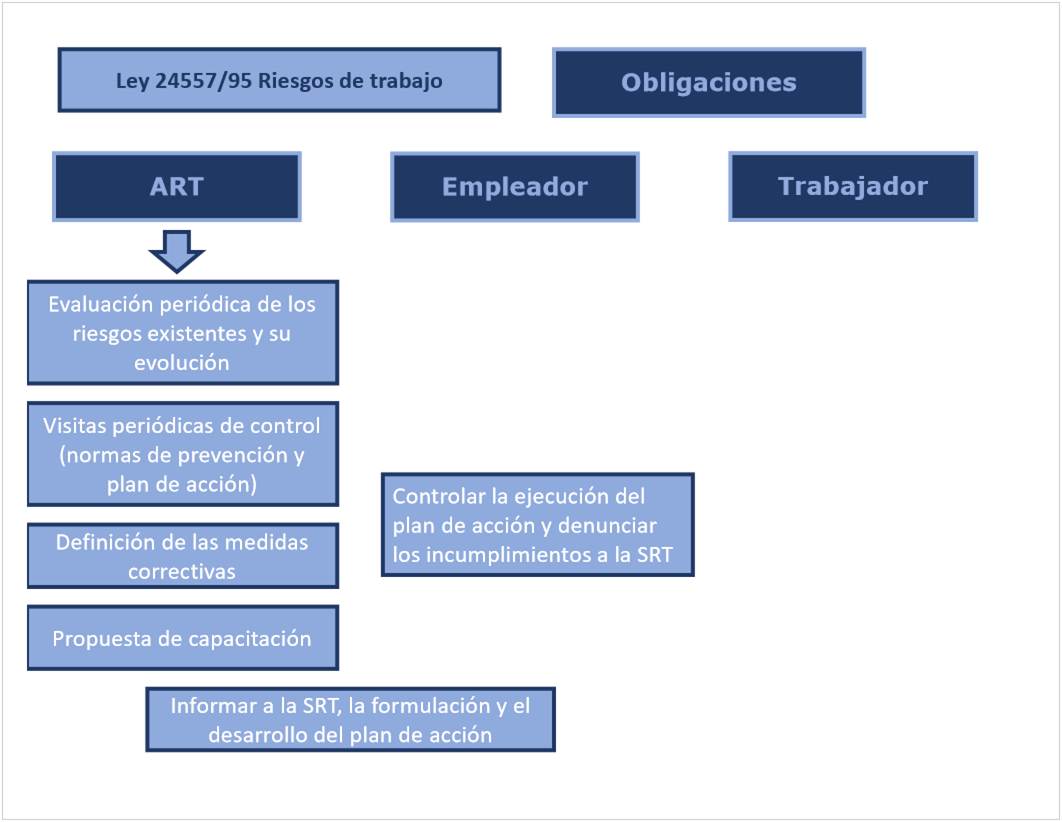 Ley 24557/95 Riesgos de trabajo
Obligaciones
ART
Empleador
Trabajador
Evaluación periódica de los
riesgos existentes y su
evolución
Visitas periódicas de control
(normas de prevención y
plan de acción)
Definición de las medidas
correctivas
Propuesta de capacitación
Controlar la ejecución del
plan de acción y denunciar
los incumplimientos a la SRT
Informar a la SRT, la formulación y el
desarrollo del plan de acción